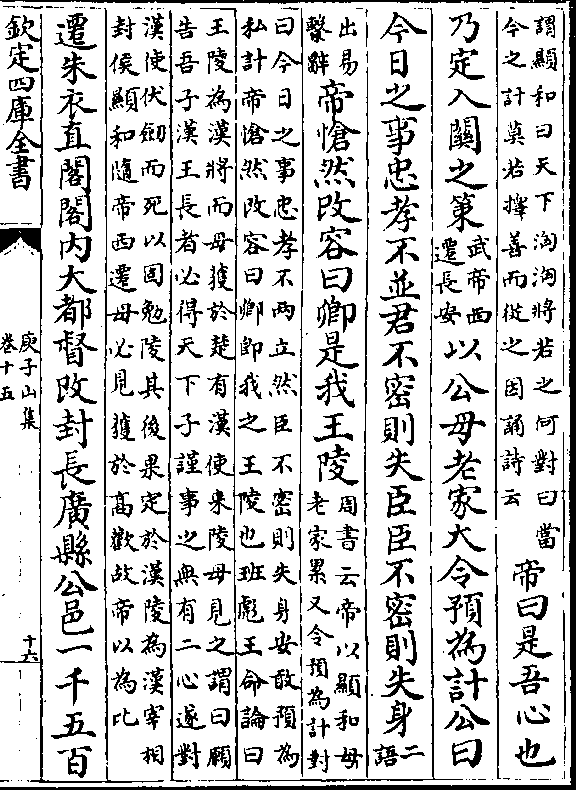 謂顯和曰天下洶洶將若之何對曰當
今之計莫若擇善而從之因誦詩云
帝曰是吾心也
乃定入關之策
武帝西
遷長安
以公母老家大令預為計公曰
今日之事忠孝不並君不密則失臣臣不密則失身
二
語
出易
繫辭
帝愴然改容曰卿是我王陵
周書云帝以顯和母
老家累又令預為計對
曰今日之事忠孝不兩立然臣不密則失身安敢預為
私計帝愴然改容曰卿即我之王陵也班彪王命論曰
王陵為漢將而母獲於楚有漢使來陵母見之謂曰願
告吾子漢王長者必得天下子謹事之無有二心遂對
漢使伏劒而死以固勉陵其後果定於漢陵為漢宰相
封侯顯和隨帝西遷母必見獲於高歡故帝以為比
遷朱衣直閤閤内大都督改封長廣縣公邑一千五百
欽定四庫全書
庾子山集
卷十五
十六